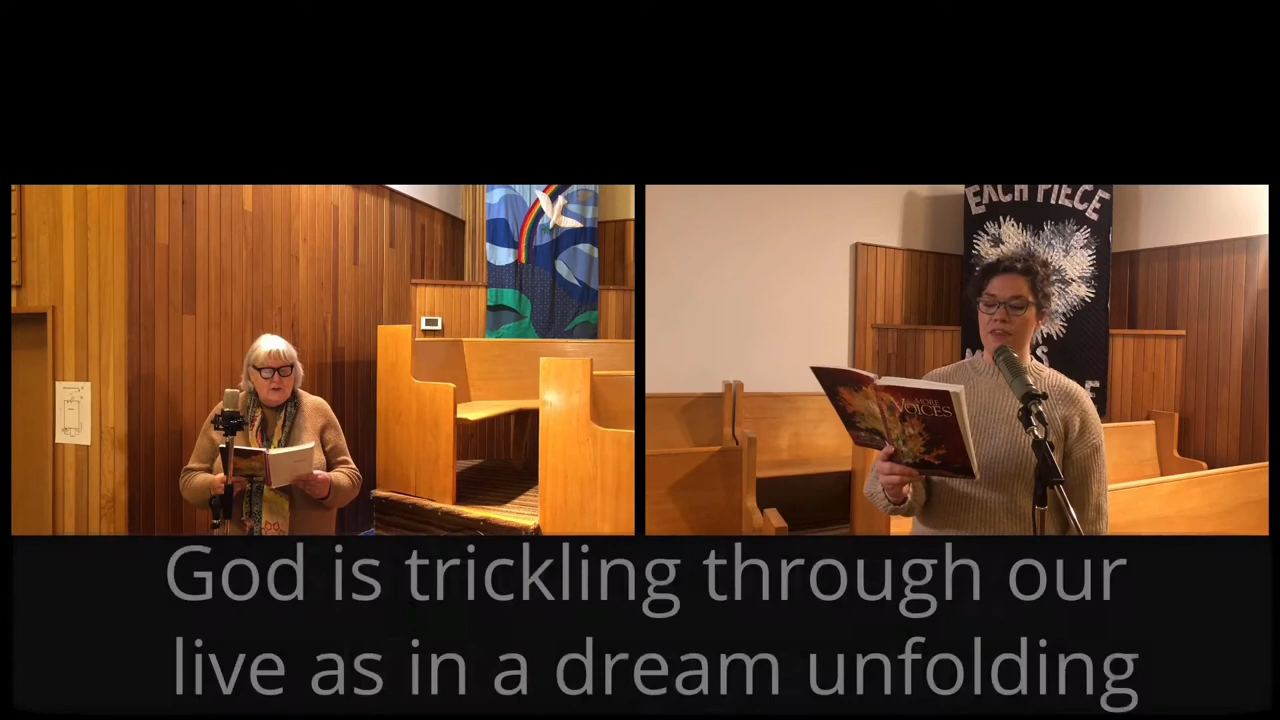 EACH PIECE
MORE
VOICES
God is trickling through our
live as in a dream unfolding